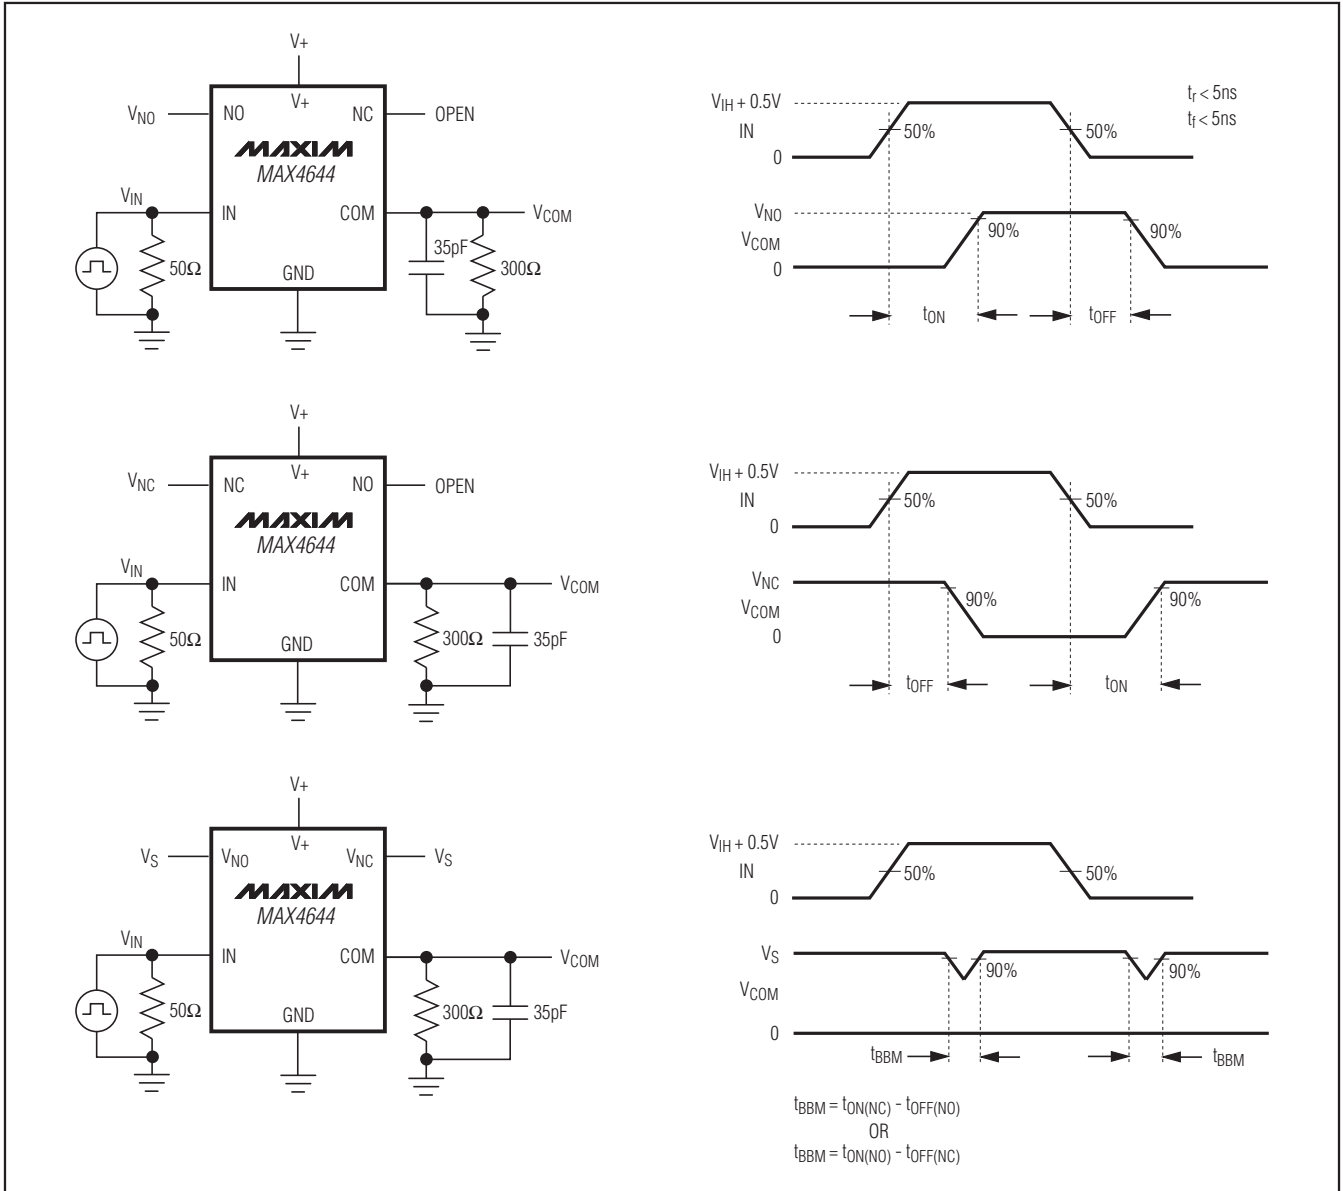 V+
V+
VNO
NO
NC
OPEN
MAXIM
MAX4644
VIN
IN
COM
VCOM
50Ω
35pF
300Ω
GND
VIH + 0.5V
IN
0
50%
50%
tr < 5ns
tf < 5ns
VNO
VCOM
0
90%
90%
tON
tOFF
V+
V+
VNC
NC
NO
OPEN
MAXIM
MAX4644
VIN
IN
COM
VCOM
50Ω
300Ω
35pF
GND
VIH + 0.5V
IN
0
50%
50%
VNC
VCOM
0
90%
90%
tOFF
tON
V+
V+
VS
VNO
VNC
VS
MAXIM
MAX4644
VIN
IN
COM
VCOM
50Ω
300Ω
35pF
GND
VIH + 0.5V
IN
0
50%
50%
VS
VCOM
0
90%
90%
tBBM
tBBM
tBBM = tON(NC) - tOFF(NO)
OR
tBBM = tON(NO) - tOFF(NC)